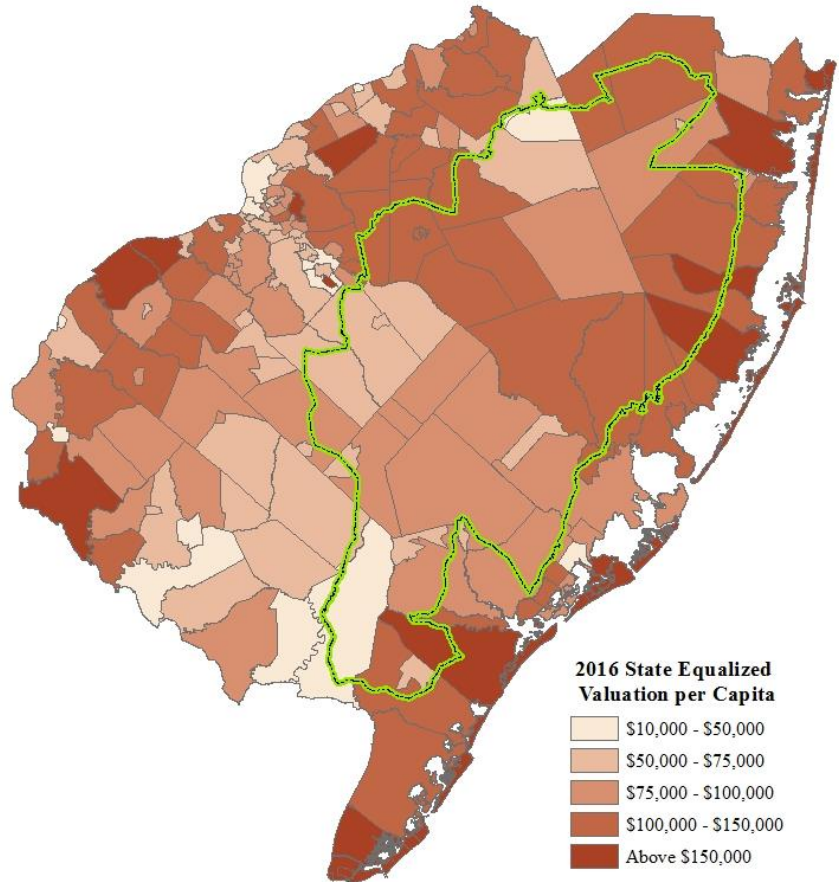 2016 State Equalized
Valuation per Capita
$10,000 - $50,000
$50,000 - $75,000
$75,000 - $100,000
$100,000 - $150,000
Above $150,000